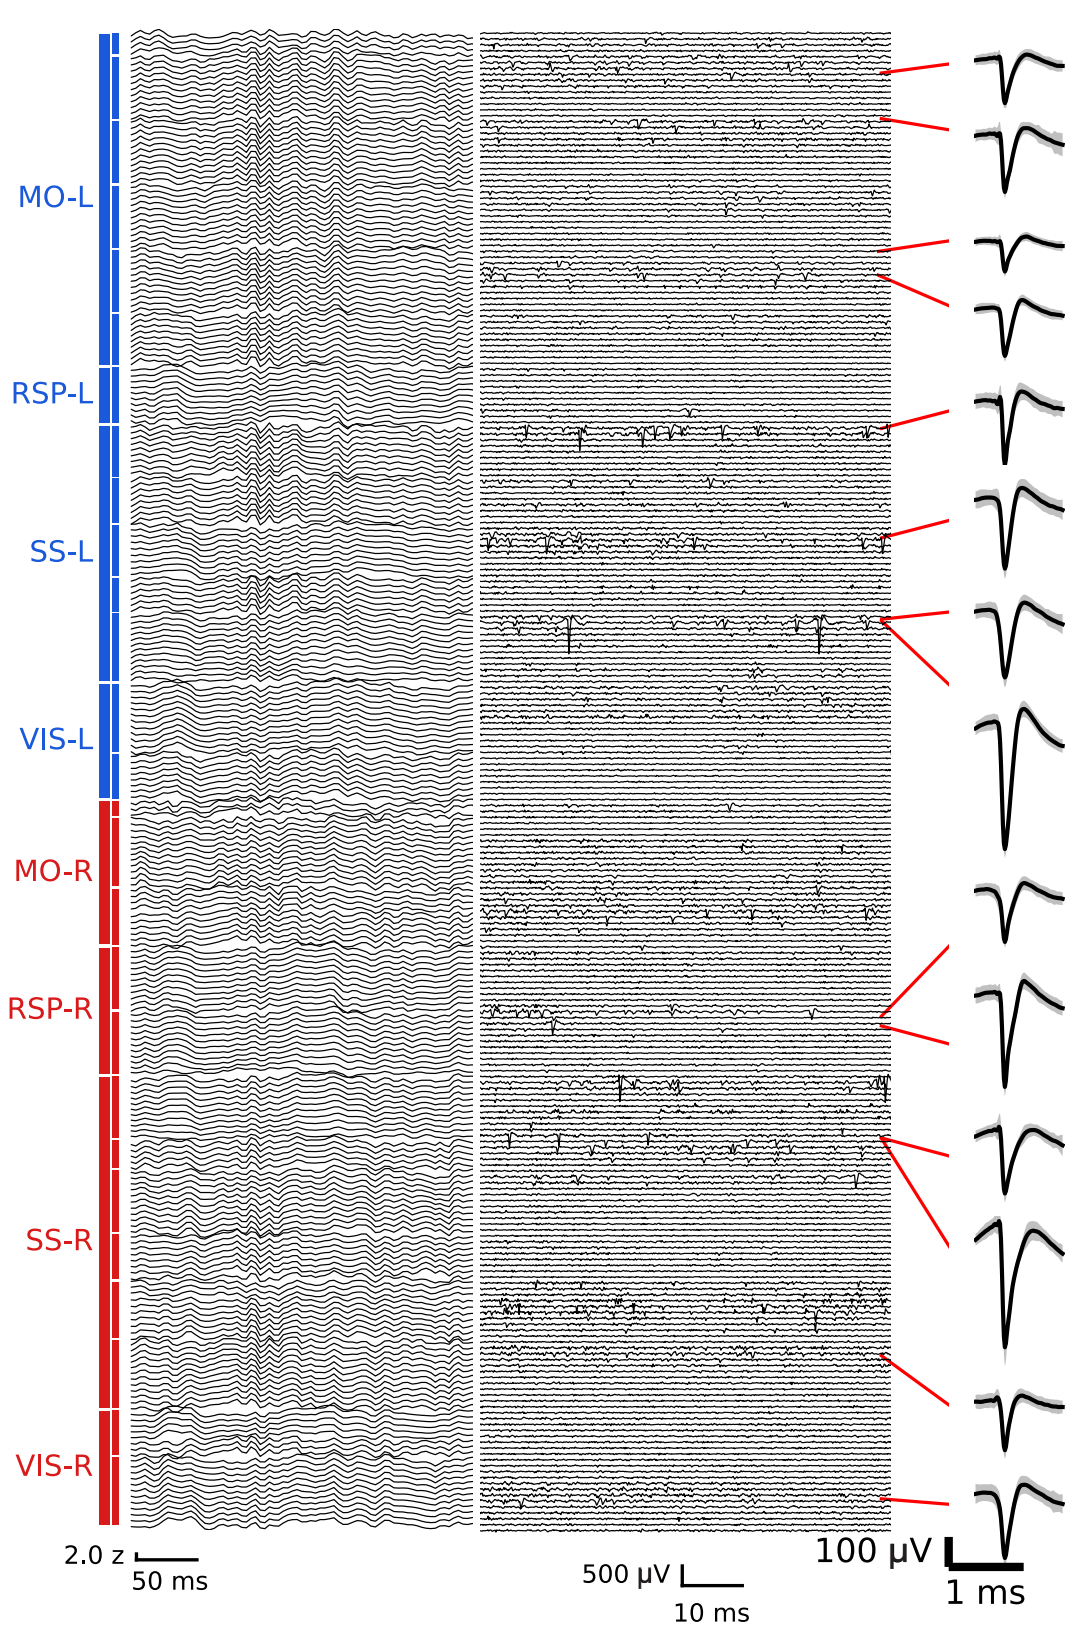 MO-L
RSP-L
SS-L
VIS-L
MO-R
RSP-R
SS-R
VIS-R
2.0 z
50 ms
500 µV
10 ms
100 µV
1 ms